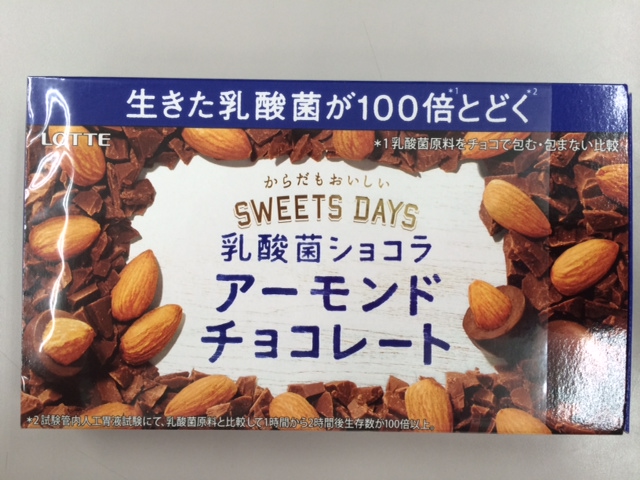 生きた乳酸菌が100倍とどく*1 *2
LOTTE
*1乳酸菌原料をチョコで包む・包まない比較
からだもおいしい
SWEETS DAYS
乳酸菌ショコラ
アーモンド
チョコレート
*2試験管内人工胃液試験にて、乳酸菌原料と比較して1時間から2時間後生存数が100倍以上。